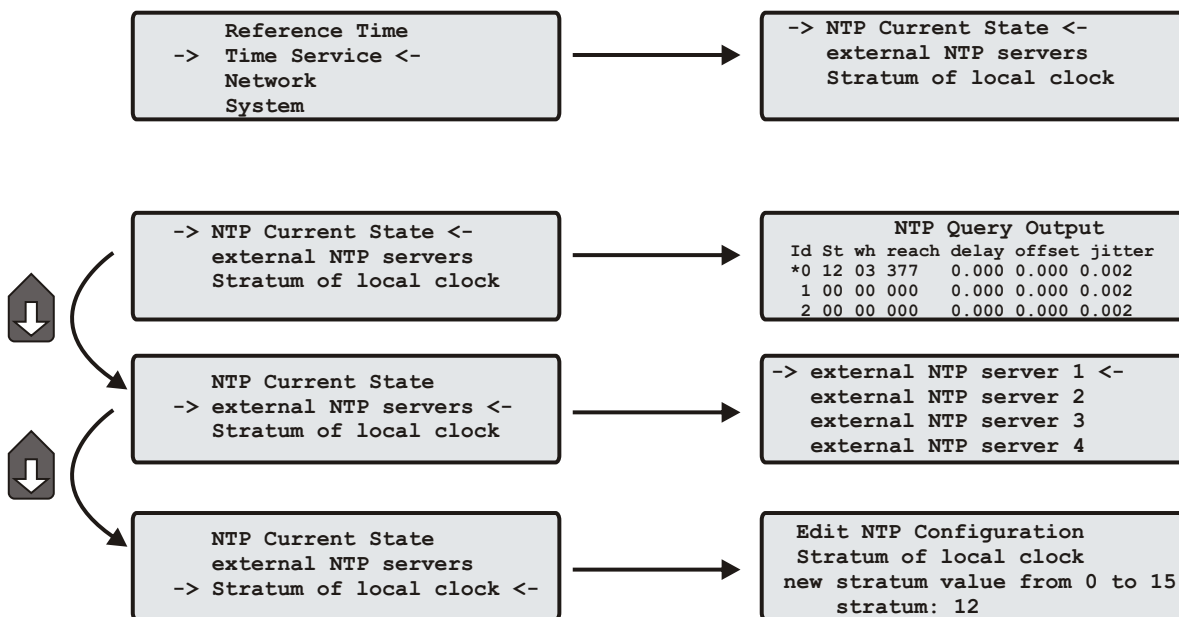 Reference Time
-> Time Service <-
Network
System
-> NTP Current State <-
external NTP servers
Stratum of local clock
-> NTP Current State <-
external NTP servers
Stratum of local clock
NTP Query Output
Id St wh reach delay offset jitter
*0 12 03 377 0.000 0.000 0.002
1 00 00 000 0.000 0.000 0.002
2 00 00 000 0.000 0.000 0.002
NTP Current State
-> external NTP servers <-
Stratum of local clock
-> external NTP server 1 <-
external NTP server 2
external NTP server 3
external NTP server 4
NTP Current State
external NTP servers
-> Stratum of local clock <-
Edit NTP Configuration
Stratum of local clock
new stratum value from 0 to 15
stratum: 12